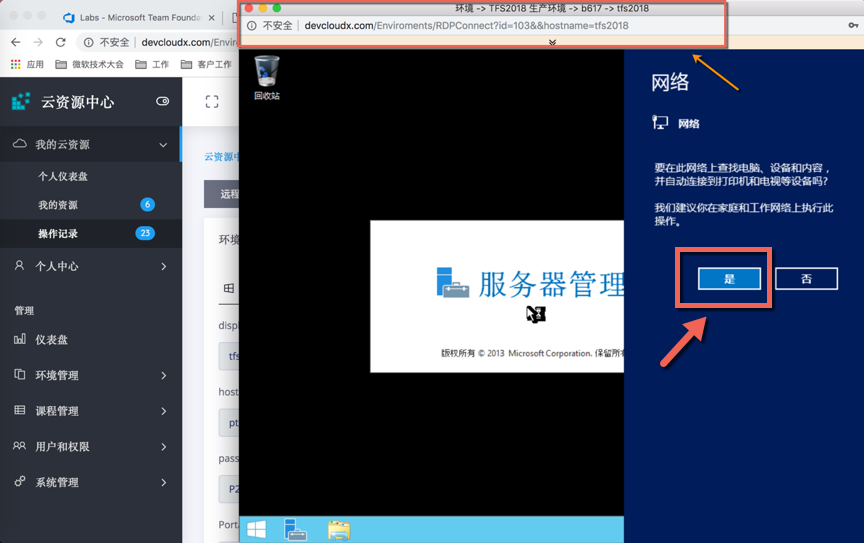 Labs - Microsoft Team Founda
不安全
devcloudx.com/Enviro
应用
微软技术大会
工作
客户工作
云资源中心
我的云资源
个人仪表盘
我的资源
6
操作记录
23
个人中心
管理
仪表盘
环境管理
课程管理
用户和权限
系统管理
云资源中
远程
环境
displ
tfs
host
pt
pass
P2
Porta
环境 -> TFS2018 生产环境 -> b617 -> tfs2018
不安全
devcloudx.com/Enviroments/RDPConnect?id=103&&hostname=tfs2018
回收站
服务器管理
版权所有 © 2013 Microsoft Corporation. 保留所有
网络
网络
要在此网络上查找电脑、设备和内容，
并自动连接到打印机和电视等设备吗?
我们建议你在家庭和工作网络上执行此
操作。
是
否